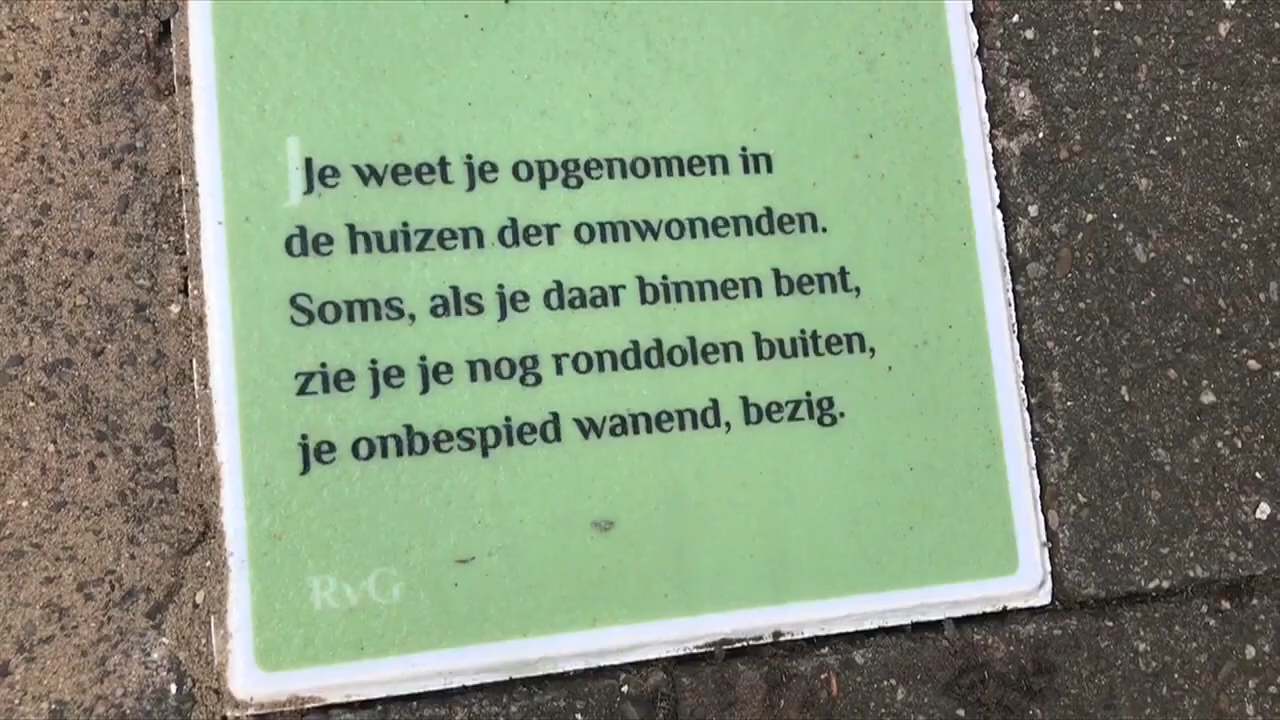 Je weet je opgenomen in
de huizen der omwonenden.
Soms, als je daar binnen bent,
zie je je nog ronddolen buiten,
je onbespied wanend, bezig.
RvG